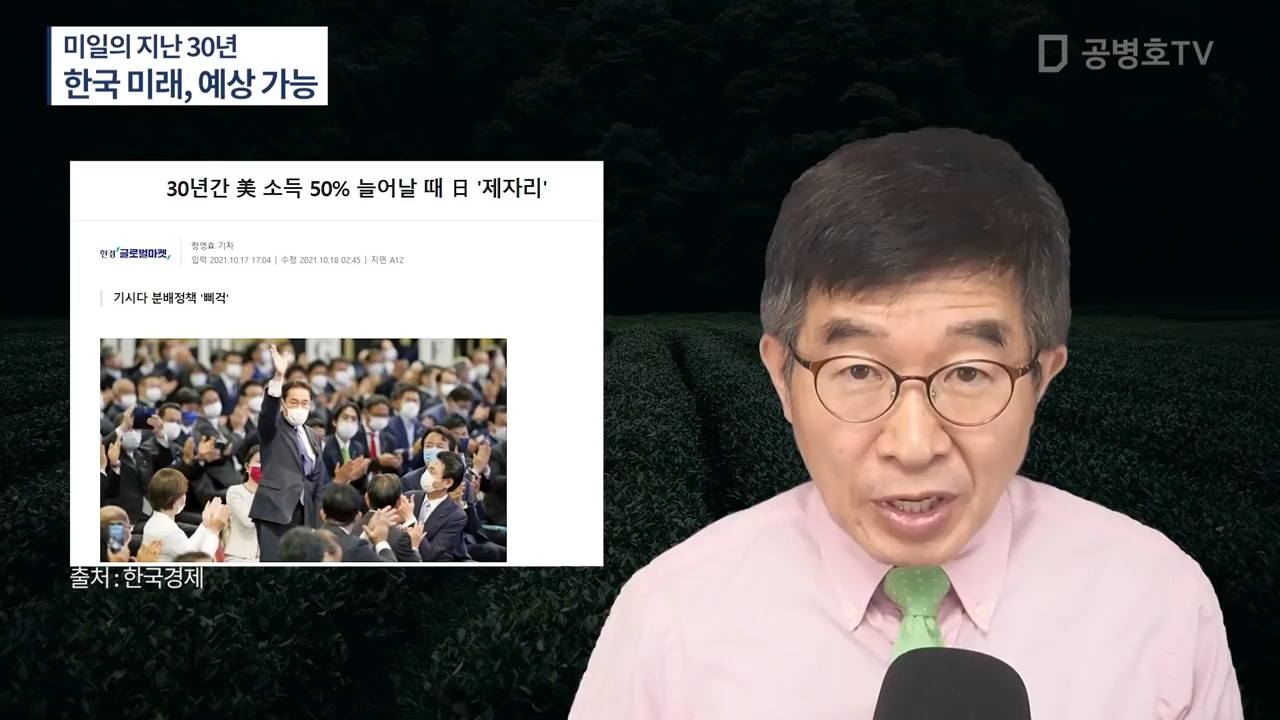 미일의 지난 30년
한국 미래, 예상 가능
공병호TV
30년간 美 소득 50% 늘어날 때 日 '제자리'
한경 글로벌마켓
정영효 기자
입력 2021.10.17 17:04 | 수정 2021.10.18 02:45 | 지면 A12
기시다 분배정책 '삐걱'
출처 : 한국경제